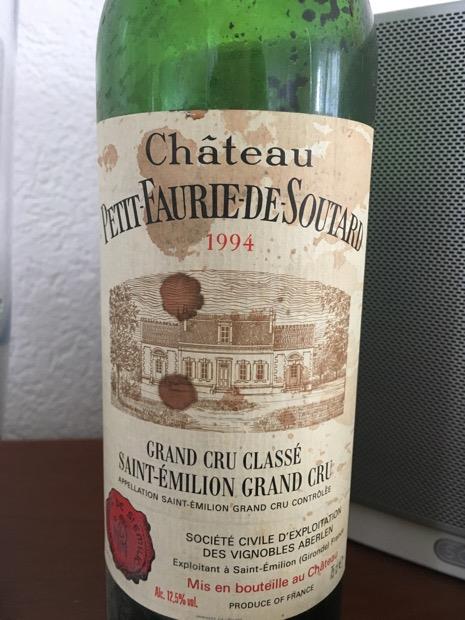 Château
PETIT-FAURIE-DE-SOUTARD
1994
GRAND CRU CLASSÉ
SAINT-ÉMILION GRAND CRU
APPELLATION SAINT-ÉMILION GRAND CRU CONTRÔLÉE
SOCIÉTÉ CIVILE D'EXPLOITATION
DES VIGNOBLES ABERLEN
Exploitant à Saint-Émilion (Gironde) France
Mis en bouteille au Château
Alc. 12,5% vol.
PRODUCE OF FRANCE